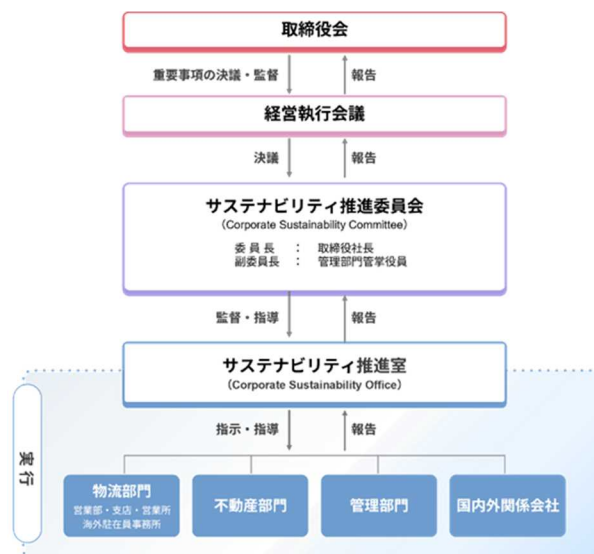 取締役会
重要事項の決議・監督
報告
経営執行会議
決議
報告
サステナビリティ推進委員会
（Corporate Sustainability Committee）
委 員 長 ： 取締役社長
副委員長 ： 管理部門管掌役員
監督・指導
報告
サステナビリティ推進室
（Corporate Sustainability Office）
実行
指示・指導
報告
物流部門
営業部・支店・営業所
海外駐在員事務所
不動産部門
管理部門
国内外関係会社